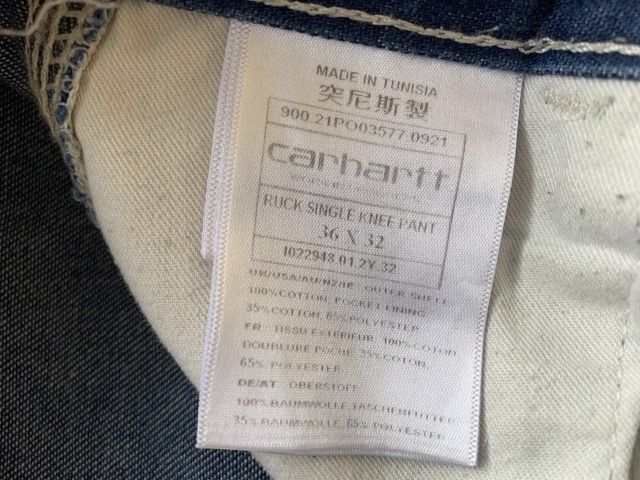 MADE IN TUNISIA
突尼斯製
900.21PO03577.0921
carhartt
RUCK SINGLE KNEE PANT
36 X 32
I022948.01.2Y.32
UK/USA/AU/NZ/IE OUTER SHELL
100%COTTON, POCKET LINING
35% COTTON, 65% POLYESTER
FR: TISSU EXTERIEUR 100% COTON
DOUBLURE POCHE 35% COTON,
65% POLYESTER
DE/AT OBERSTOFF
100% BAUMWOLLE, TASCHENFUTTER
35% BAUMWOLLE, 65% POLYESTER